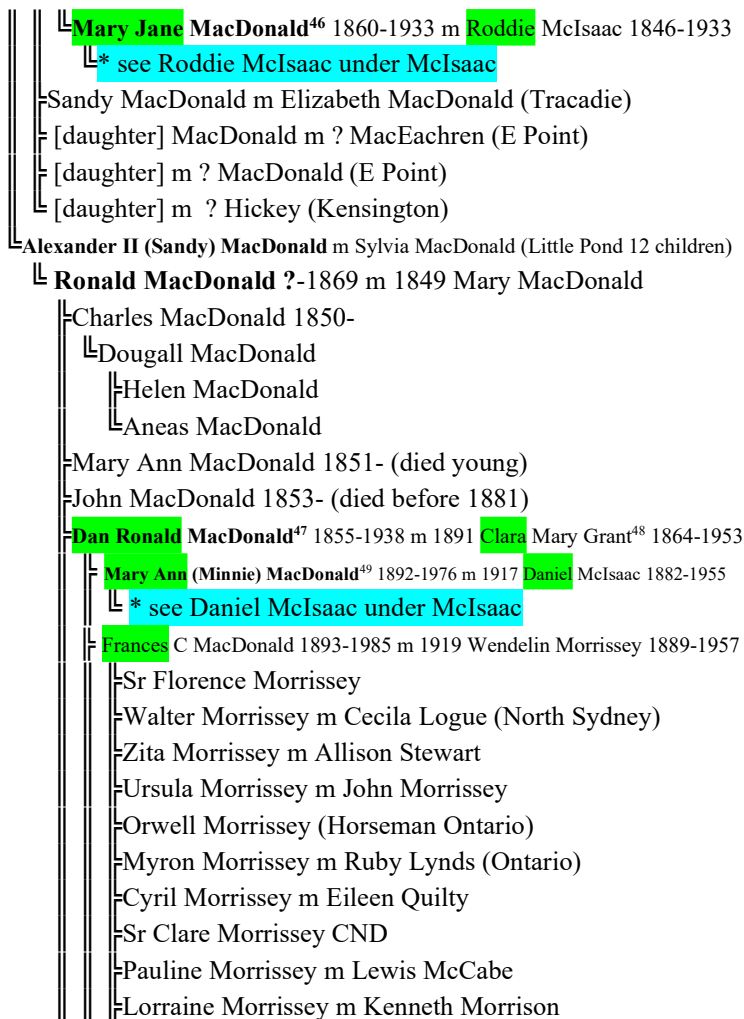 ║ ║ ╚Mary Jane MacDonald⁴⁶ 1860-1933 m Roddie McIsaac 1846-1933
║ ║ ╚* see Roddie McIsaac under McIsaac
║ ╠Sandy MacDonald m Elizabeth MacDonald (Tracadie)
║ ╠ [daughter] MacDonald m ? MacEachren (E Point)
║ ╠ [daughter] m ? MacDonald (E Point)
║ ╚ [daughter] m ? Hickey (Kensington)
╚Alexander II (Sandy) MacDonald m Sylvia MacDonald (Little Pond 12 children)
╚ Ronald MacDonald ?-1869 m 1849 Mary MacDonald
╠Charles MacDonald 1850-
║ ╚Dougall MacDonald
║ ╠Helen MacDonald
║ ╚Aneas MacDonald
╠Mary Ann MacDonald 1851- (died young)
╠John MacDonald 1853- (died before 1881)
╠Dan Ronald MacDonald⁴⁷ 1855-1938 m 1891 Clara Mary Grant⁴⁸ 1864-1953
║ ╠ Mary Ann (Minnie) MacDonald⁴⁹ 1892-1976 m 1917 Daniel McIsaac 1882-1955
║ ║ ╚ * see Daniel McIsaac under McIsaac
║ ╠ Frances C MacDonald 1893-1985 m 1919 Wendelin Morrissey 1889-1957
║ ║ ╠Sr Florence Morrissey
║ ║ ╠Walter Morrissey m Cecila Logue (North Sydney)
║ ║ ╠Zita Morrissey m Allison Stewart
║ ║ ╠Ursula Morrissey m John Morrissey
║ ║ ╠Orwell Morrissey (Horseman Ontario)
║ ║ ╠Myron Morrissey m Ruby Lynds (Ontario)
║ ║ ╠Cyril Morrissey m Eileen Quilty
║ ║ ╠Sr Clare Morrissey CND
║ ║ ╠Pauline Morrissey m Lewis McCabe
║ ║ ╠Lorraine Morrissey m Kenneth Morrison